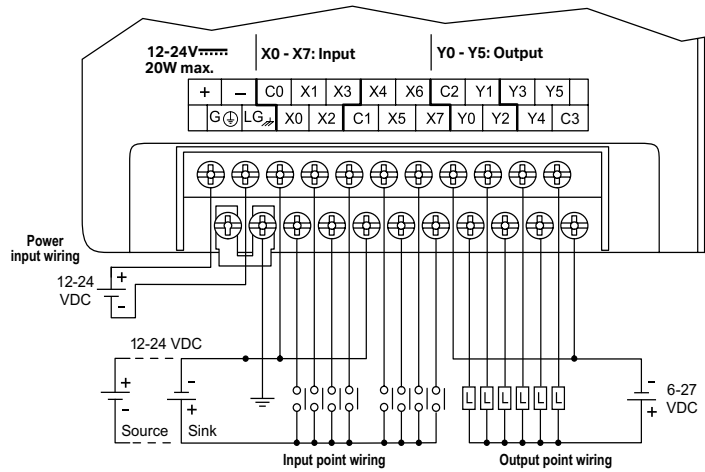 12-24V⎓ X0 - X7: Input Y0 - Y5: Output
20W max.
+ – C0 X1 X3 X4 X6 C2 Y1 Y3 Y5
G LG X0 X2 C1 X5 X7 Y0 Y2 Y4 C3
Power
input wiring
12-24
VDC
+
-
12-24 VDC
+
-
Source
-
+
Sink
L L L L L L
-
+
6-27
VDC
Input point wiring
Output point wiring